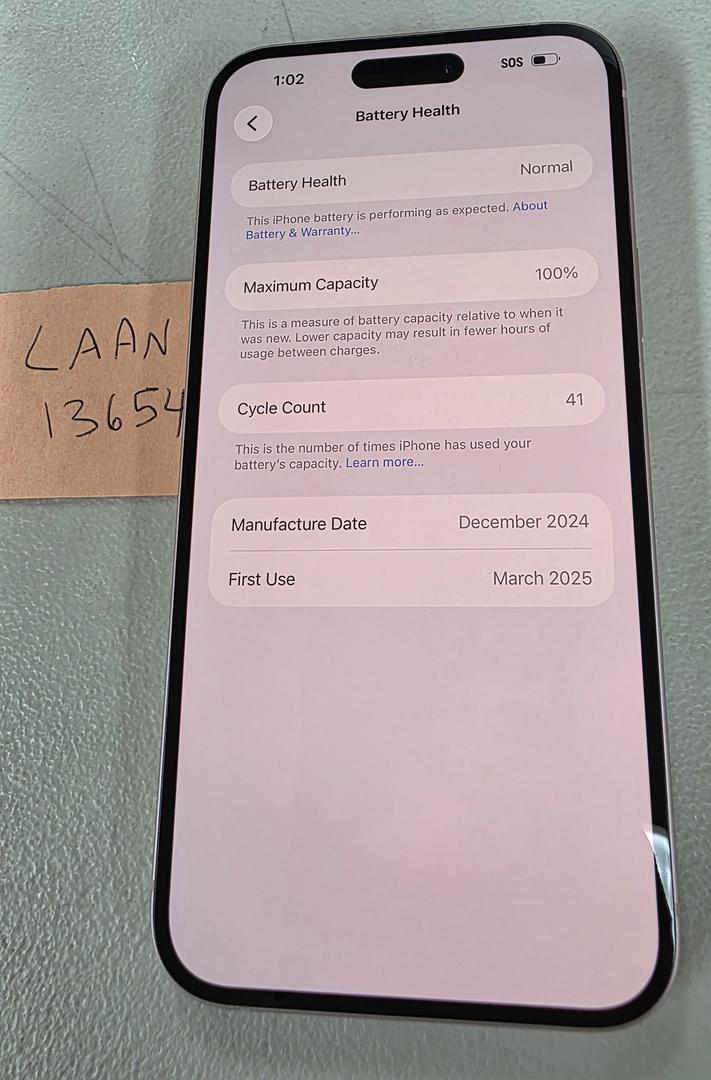 1:02
SOS
Battery Health
Battery Health Normal
This iPhone battery is performing as expected. About
Battery & Warranty...
Maximum Capacity 100%
This is a measure of battery capacity relative to when it
was new. Lower capacity may result in fewer hours of
usage between charges.
Cycle Count 41
This is the number of times iPhone has used your
battery's capacity. Learn more...
Manufacture Date December 2024
First Use March 2025
LAAN
13654